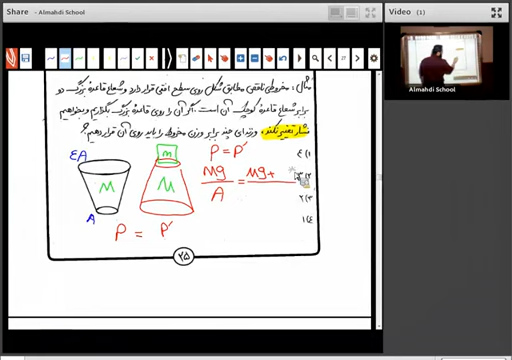 Share
Almahdi School
Video (1)
مثال، مخروطی ناقص مطابق شکل روی سطح افقی قرار دارد و شعاع قاعدهٔ بزرگ دو
برابر شعاع قاعدهٔ کوچک آن است. اگر آن را روی قاعدهٔ بزرگ بگذاریم و بخواهیم
فشار تغییر نکند، وزنه‌ای چند برابر وزن مخروط را باید روی آن قرار دهیم؟
۱) ۴
۲) ۳
۳) ۲
۴) ۱
P = P′
Mg/A = Mg+
۴A
M
A
m
M
P = P′
۲۵
Almahdi School